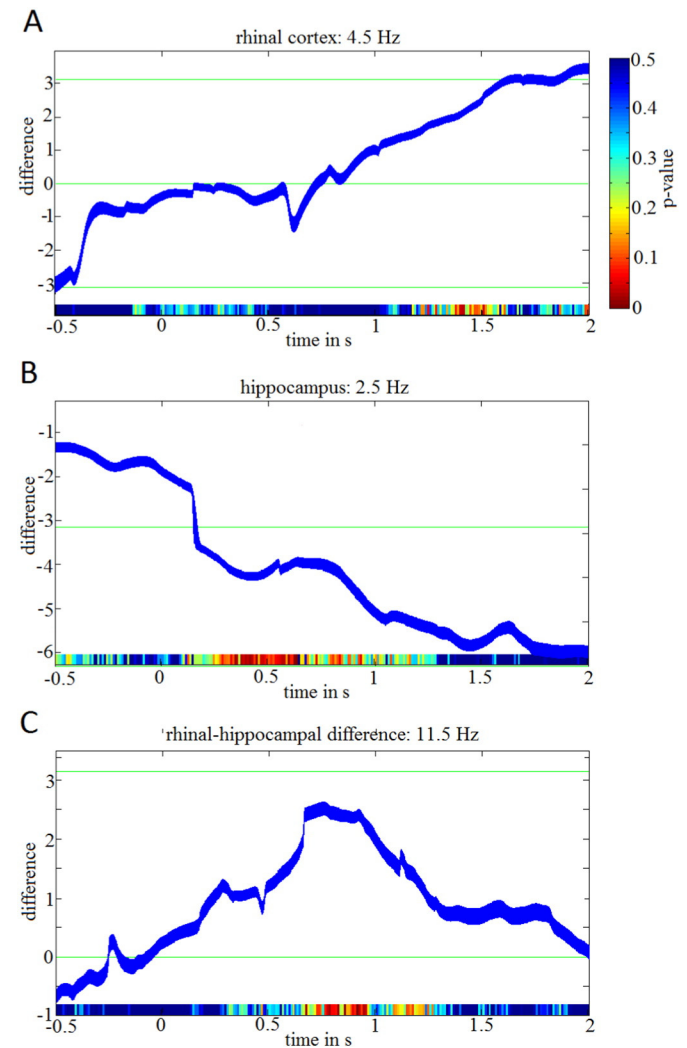 A
rhinal cortex: 4.5 Hz
difference
3
2
1
0
-1
-2
-3
-0.5 0 0.5 1 1.5 2
time in s
0.5
0.4
0.3
0.2
0.1
0
p-value
B
hippocampus: 2.5 Hz
difference
-1
-2
-3
-4
-5
-6
-0.5 0 0.5 1 1.5 2
time in s
C
rhinal-hippocampal difference: 11.5 Hz
difference
3
2
1
0
-1
-0.5 0 0.5 1 1.5 2
time in s